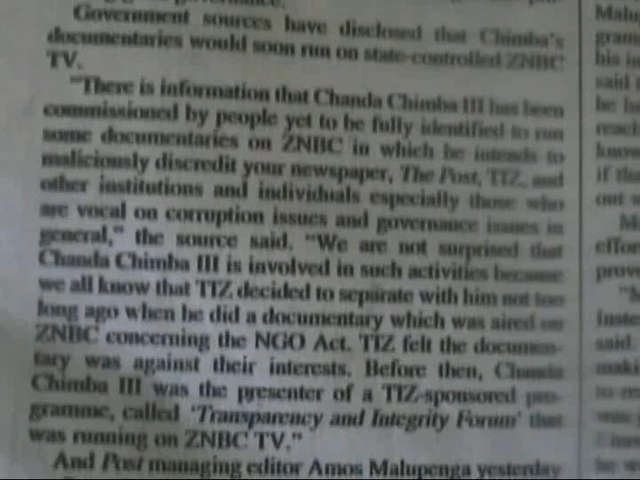 Government sources have disclosed that Chimba's
documentaries would soon run on state-controlled ZNBC
TV.
"There is information that Chanda Chimba III has been
commissioned by people yet to be fully identified to run
some documentaries on ZNBC in which he intends to
maliciously discredit your newspaper, The Post, TIZ, and
other institutions and individuals especially those who
are vocal on corruption issues and governance issues in
general," the source said. "We are not surprised that
Chanda Chimba III is involved in such activities because
we all know that TIZ decided to separate with him not too
long ago when he did a documentary which was aired on
ZNBC concerning the NGO Act. TIZ felt the documen-
tary was against their interests. Before then, Chanda
Chimba III was the presenter of a TIZ-sponsored pro-
gramme, called 'Transparency and Integrity Forum' that
was running on ZNBC TV."
And Post managing editor Amos Malupenga yesterday